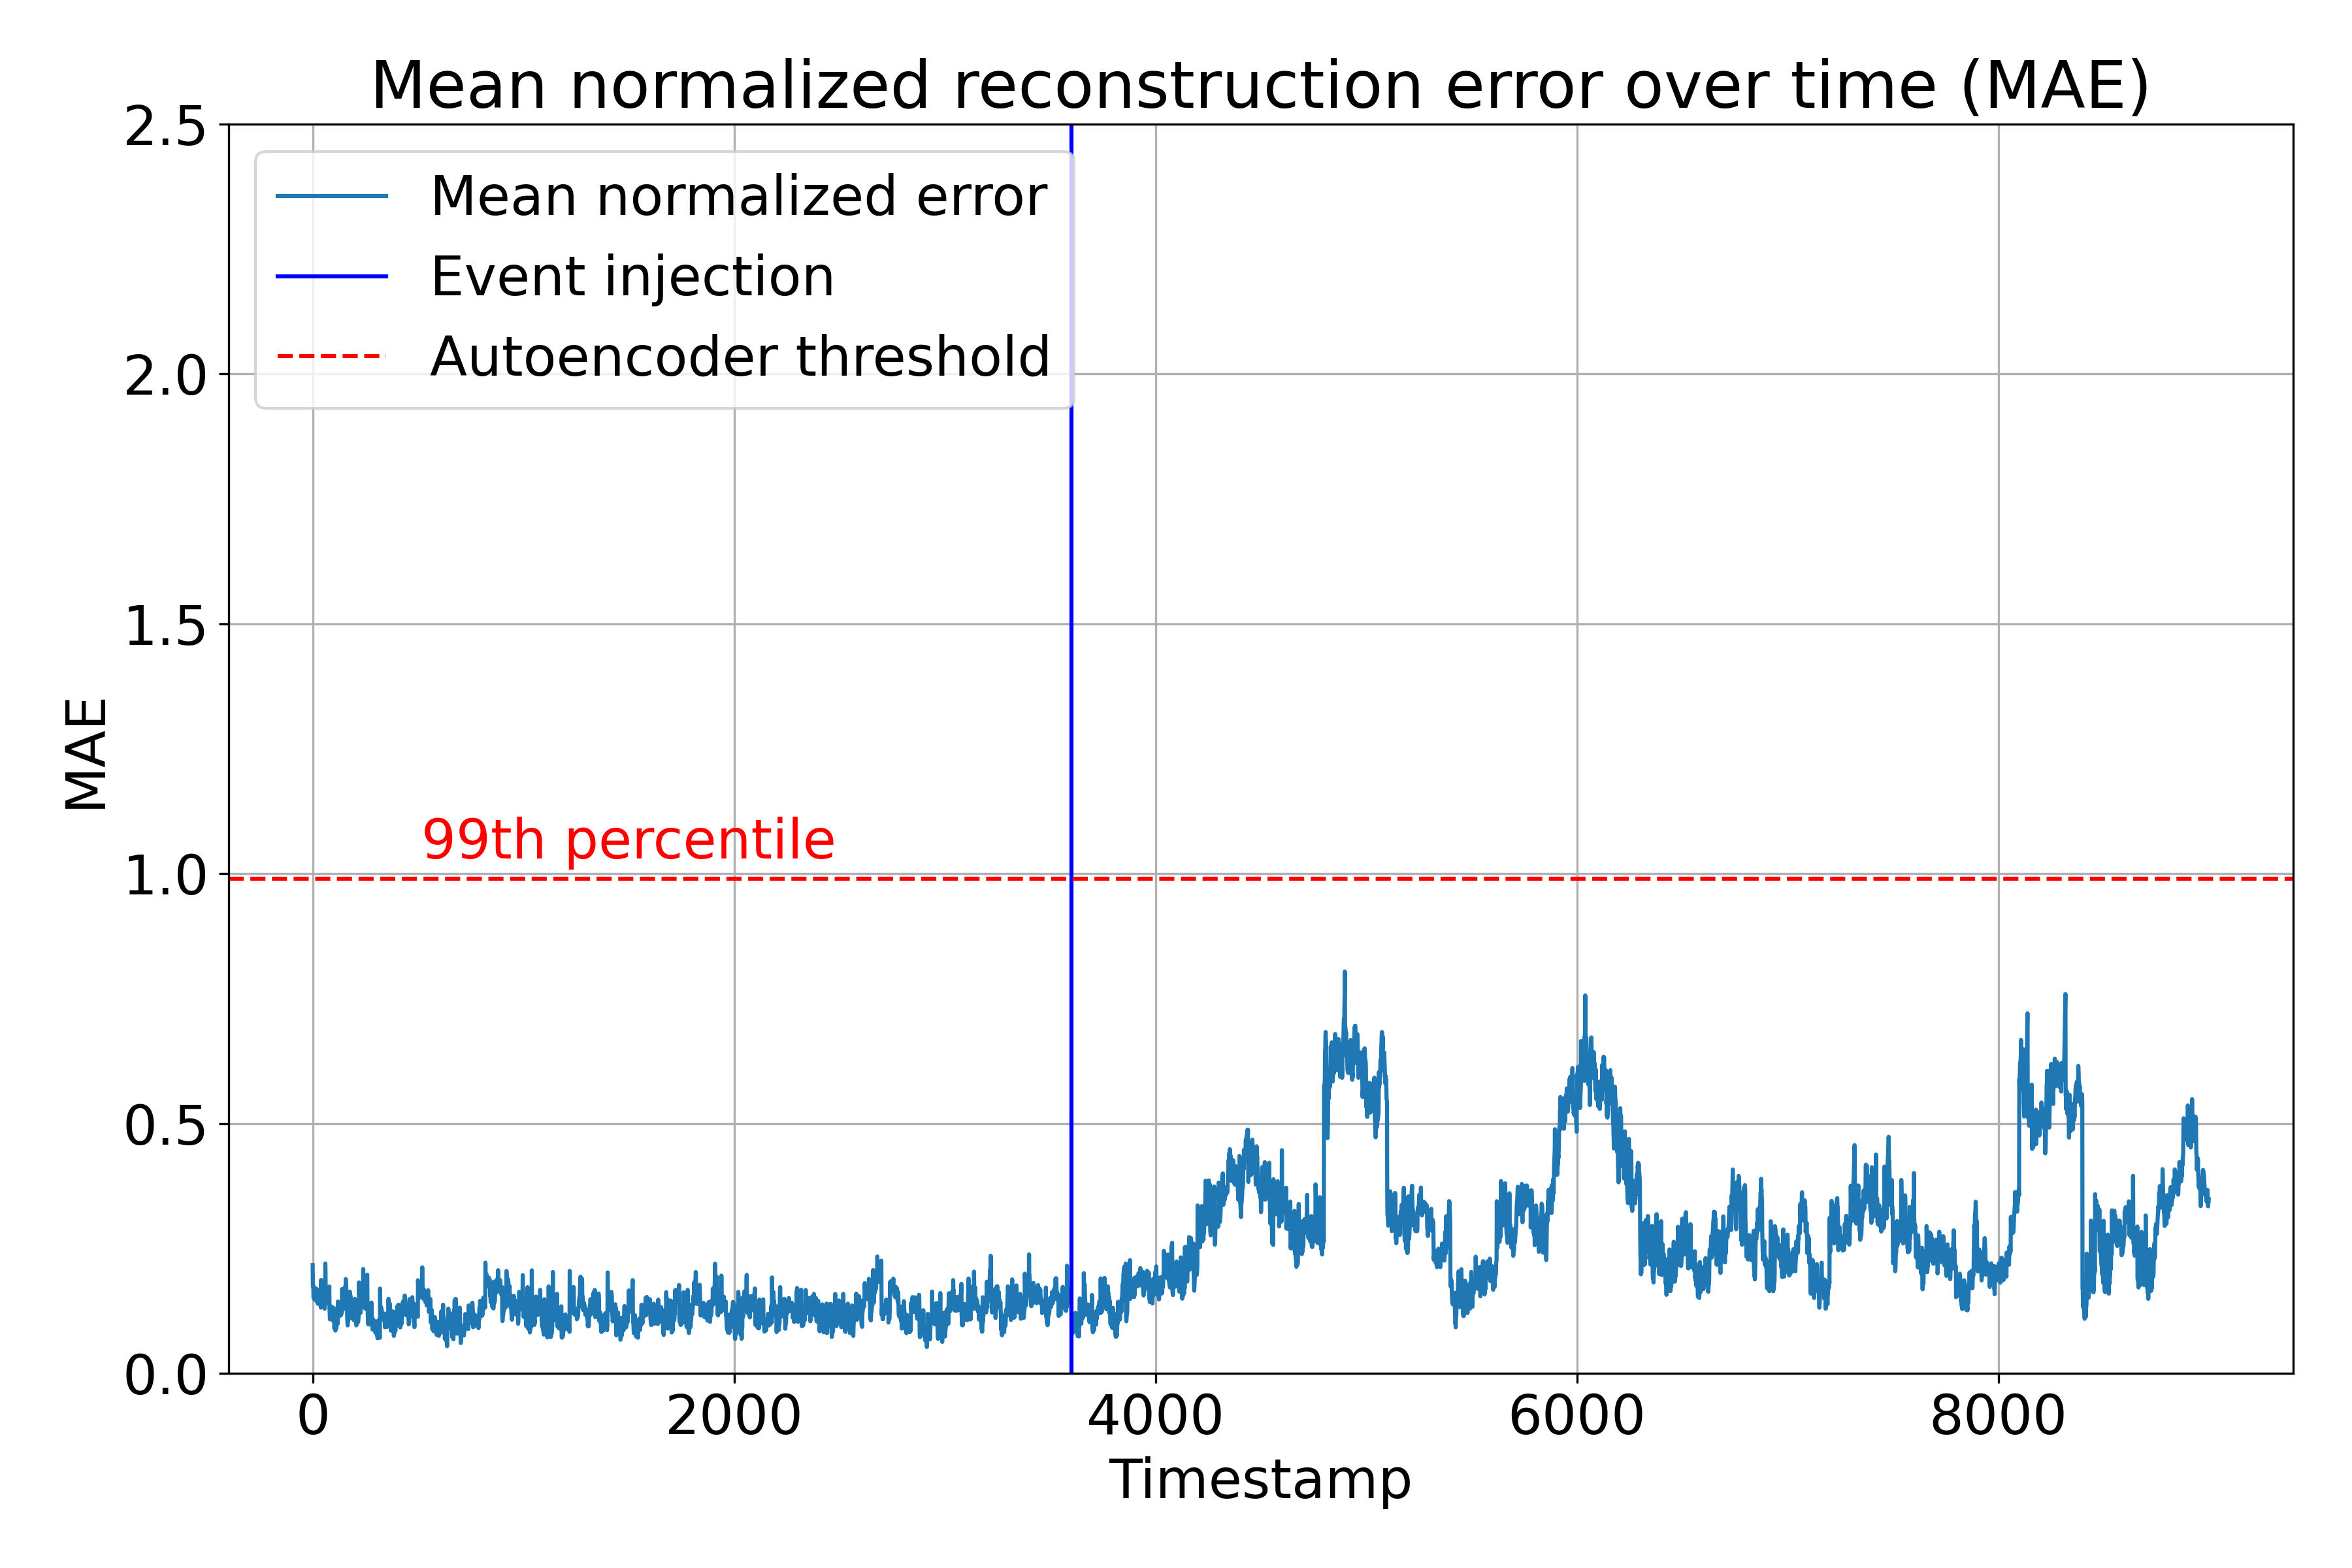 Mean normalized reconstruction error over time (MAE)
2.5
2.0
1.5
1.0
0.5
0.0
MAE
Mean normalized error
Event injection
Autoencoder threshold
99th percentile
0 2000 4000 6000 8000
Timestamp